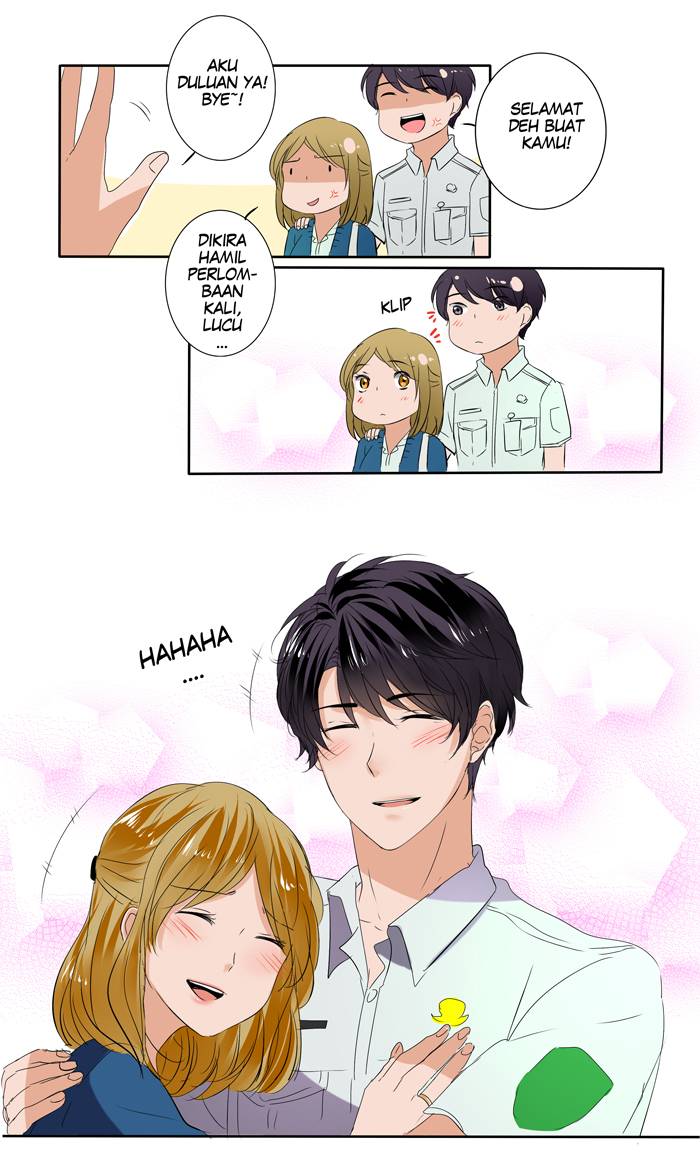 AKU
DULUAN YA!
BYE~!
SELAMAT
DEH BUAT
KAMU!
DIKIRA
HAMIL
PERLOM-
BAAN
KALI,
LUCU
...
KLIP
HAHAHA
....